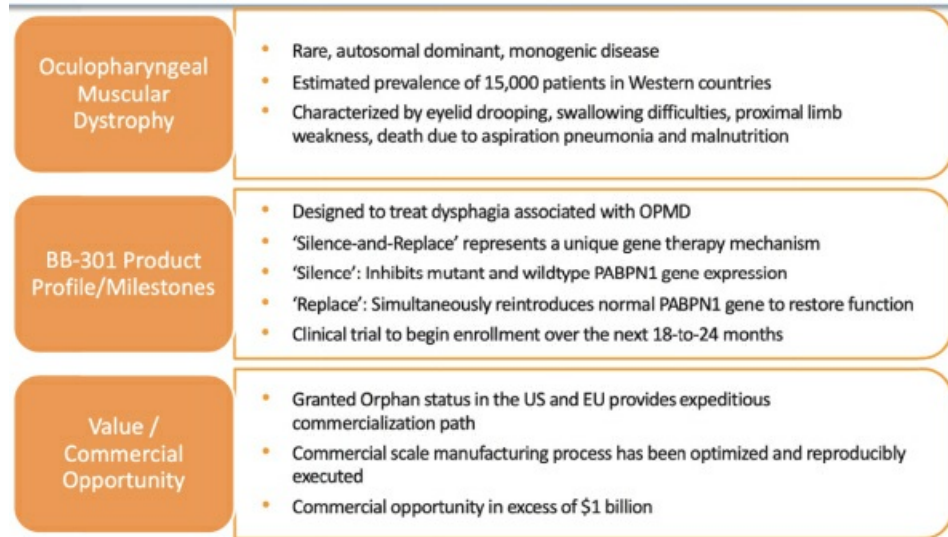 Oculopharyngeal
Muscular
Dystrophy
• Rare, autosomal dominant, monogenic disease
• Estimated prevalence of 15,000 patients in Western countries
• Characterized by eyelid drooping, swallowing difficulties, proximal limb
weakness, death due to aspiration pneumonia and malnutrition
BB-301 Product
Profile/Milestones
• Designed to treat dysphagia associated with OPMD
• ‘Silence-and-Replace’ represents a unique gene therapy mechanism
• ‘Silence’: Inhibits mutant and wildtype PABPN1 gene expression
• ‘Replace’: Simultaneously reintroduces normal PABPN1 gene to restore function
• Clinical trial to begin enrollment over the next 18-to-24 months
Value /
Commercial
Opportunity
• Granted Orphan status in the US and EU provides expeditious
commercialization path
• Commercial scale manufacturing process has been optimized and reproducibly
executed
• Commercial opportunity in excess of $1 billion